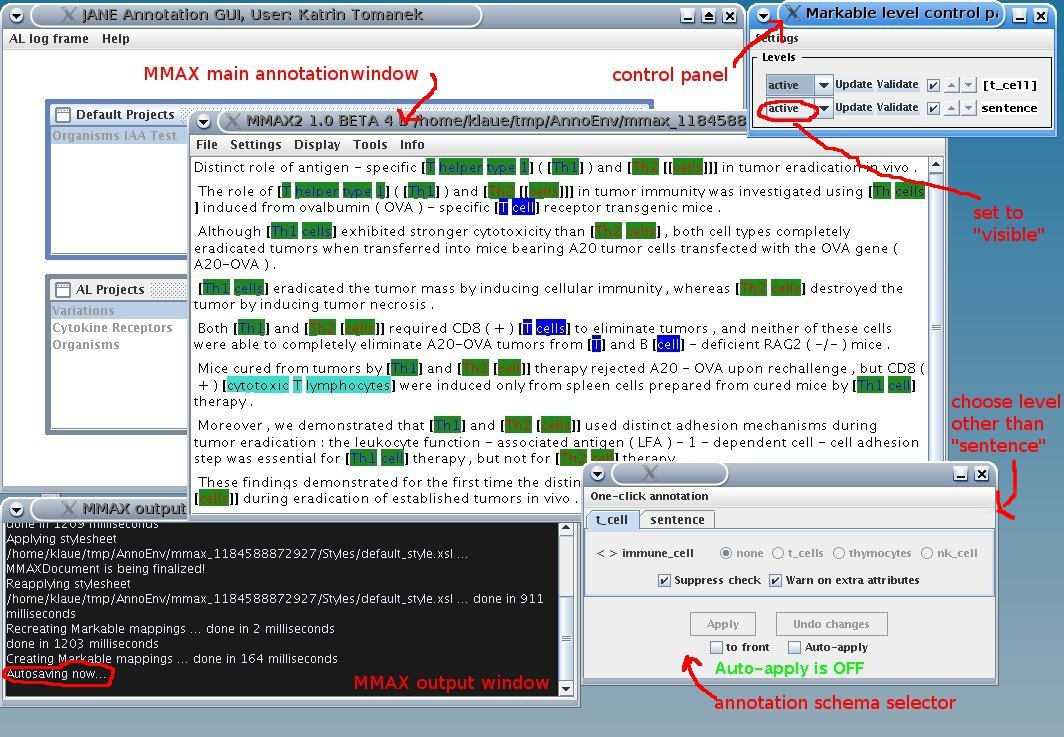 JANE Annotation GUI, User: Katrin Tomanek
AL log frame Help
MMAX main annotationwindow
control panel
Markable level control pa
Settings
Levels
active Update Validate [t_cell]
active Update Validate sentence
set to
"visible"
Default Projects
Organisms IAA Test
AL Projects
Variations
Cytokine Receptors
Organisms
MMAX2 1.0 BETA 4 b /home/klaue/tmp/AnnoEnv/mmax_1184588
File Settings Display Tools Info
Distinct role of antigen - specific [T helper type 1] ( [Th1] ) and [Th2 [[cells]]] in tumor eradication in vivo .
The role of [T helper type 1] ( [Th1] ) and [Th2 [[cells]]] in tumor immunity was investigated using [Th cells
] induced from ovalbumin ( OVA ) - specific [T cell] receptor transgenic mice .
Although [Th1 cells] exhibited stronger cytotoxicity than [Th2 cells] , both cell types completely
eradicated tumors when transferred into mice bearing A20 tumor cells transfected with the OVA gene (
A20-OVA ) .
[Th1 cells] eradicated the tumor mass by inducing cellular immunity , whereas [Th2 cells] destroyed the
tumor by inducing tumor necrosis .
Both [Th1] and [Th2 [cells]] required CD8 ( + ) [T cells] to eliminate tumors , and neither of these cells
were able to completely eliminate A20-OVA tumors from [T] and B [cell] - deficient RAG2 ( -/- ) mice .
Mice cured from tumors by [Th1] and [Th2 [cell]] therapy rejected A20 - OVA upon rechallenge , but CD8 (
+ ) [cytotoxic T lymphocytes] were induced only from spleen cells prepared from cured mice by [Th1 cell]
therapy .
Moreover , we demonstrated that [Th1] and [Th2 [cells]] used distinct adhesion mechanisms during
tumor eradication : the leukocyte function - associated antigen ( LFA ) - 1 - dependent cell - cell adhesion
step was essential for [Th1 cell] therapy , but not for [Th2 cell] therapy .
These findings demonstrated for the first time the distin
[cells]] during eradication of established tumors in vivo .
choose level
other than
"sentence"
One-click annotation
t_cell sentence
< > immune_cell none t_cells thymocytes nk_cell
Suppress check Warn on extra attributes
Apply Undo changes
to front Auto-apply
Auto-apply is OFF
annotation schema selector
MMAX output
done in 1209 milliseconds
Applying stylesheet
/home/klaue/tmp/AnnoEnv/mmax_1184588872927/Styles/default_style.xsl ...
MMAXDocument is being finalized!
Reapplying stylesheet
/home/klaue/tmp/AnnoEnv/mmax_1184588872927/Styles/default_style.xsl ... done in 911
milliseconds
Recreating Markable mappings ... done in 2 milliseconds
done in 1203 milliseconds
Creating Markable mappings ... done in 164 milliseconds
Autosaving now...
MMAX output window